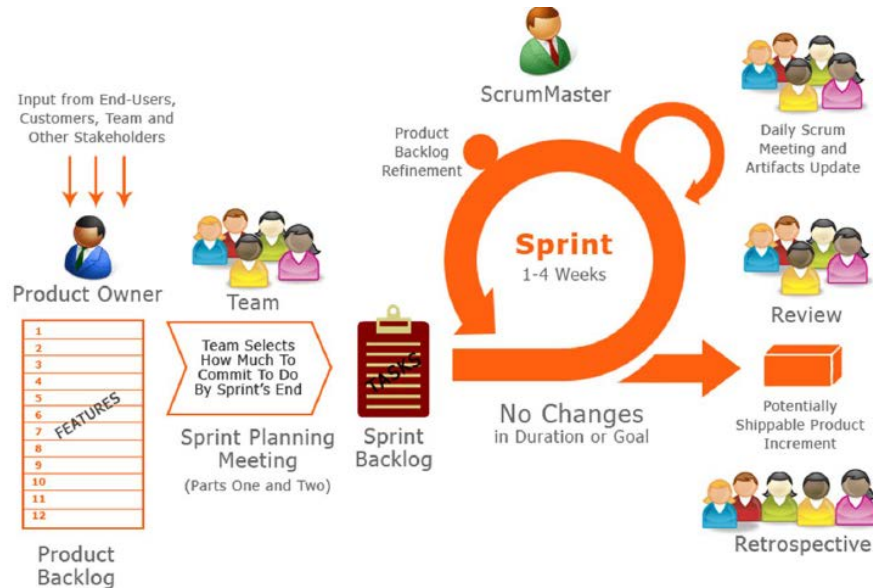 Input from End-Users,
Customers, Team and
Other Stakeholders
Product Owner
1
2
3
4
5
6
7
8
9
10
11
12
FEATURES
Product
Backlog
Team
Team Selects
How Much To
Commit To Do
By Sprint's End
Sprint Planning
Meeting
(Parts One and Two)
TASKS
Sprint
Backlog
ScrumMaster
Product
Backlog
Refinement
Sprint
1-4 Weeks
No Changes
in Duration or Goal
Daily Scrum
Meeting and
Artifacts Update
Review
Potentially
Shippable Product
Increment
Retrospective